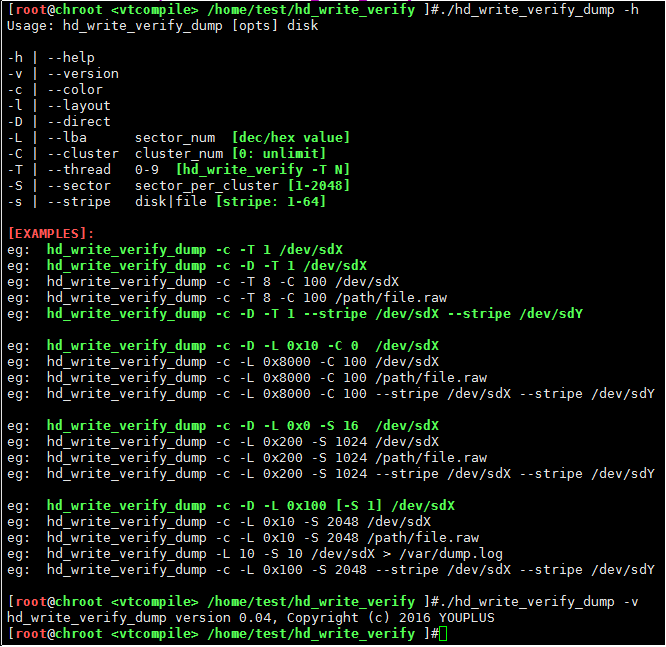 [root@chroot <vtcompile> /home/test/hd_write_verify ]#./hd_write_verify_dump -h
Usage: hd_write_verify_dump [opts] disk
-h | --help
-v | --version
-c | --color
-l | --layout
-D | --direct
-L | --lba      sector_num  [dec/hex value]
-C | --cluster  cluster_num [0: unlimit]
-T | --thread   0-9  [hd_write_verify -T N]
-S | --sector   sector_per_cluster [1-2048]
-s | --stripe   disk|file [stripe: 1-64]
[EXAMPLES]:
eg:  hd_write_verify_dump -c -T 1 /dev/sdX
eg:  hd_write_verify_dump -c -D -T 1 /dev/sdX
eg:  hd_write_verify_dump -c -T 8 -C 100 /dev/sdX
eg:  hd_write_verify_dump -c -T 8 -C 100 /path/file.raw
eg:  hd_write_verify_dump -c -D -T 1 --stripe /dev/sdX --stripe /dev/sdY
eg:  hd_write_verify_dump -c -D -L 0x10 -C 0  /dev/sdX
eg:  hd_write_verify_dump -c -L 0x8000 -C 100 /dev/sdX
eg:  hd_write_verify_dump -c -L 0x8000 -C 100 /path/file.raw
eg:  hd_write_verify_dump -c -L 0x8000 -C 100 --stripe /dev/sdX --stripe /dev/sdY
eg:  hd_write_verify_dump -c -D -L 0x0 -S 16  /dev/sdX
eg:  hd_write_verify_dump -c -L 0x200 -S 1024 /dev/sdX
eg:  hd_write_verify_dump -c -L 0x200 -S 1024 /path/file.raw
eg:  hd_write_verify_dump -c -L 0x200 -S 1024 --stripe /dev/sdX --stripe /dev/sdY
eg:  hd_write_verify_dump -c -D -L 0x100 [-S 1] /dev/sdX
eg:  hd_write_verify_dump -c -L 0x10 -S 2048 /dev/sdX
eg:  hd_write_verify_dump -c -L 0x10 -S 2048 /path/file.raw
eg:  hd_write_verify_dump -L 10 -S 10 /dev/sdX > /var/dump.log
eg:  hd_write_verify_dump -c -L 0x100 -S 2048 --stripe /dev/sdX --stripe /dev/sdY
[root@chroot <vtcompile> /home/test/hd_write_verify ]#./hd_write_verify_dump -v
hd_write_verify_dump version 0.04, Copyright (c) 2016 YOUPLUS
[root@chroot <vtcompile> /home/test/hd_write_verify ]#